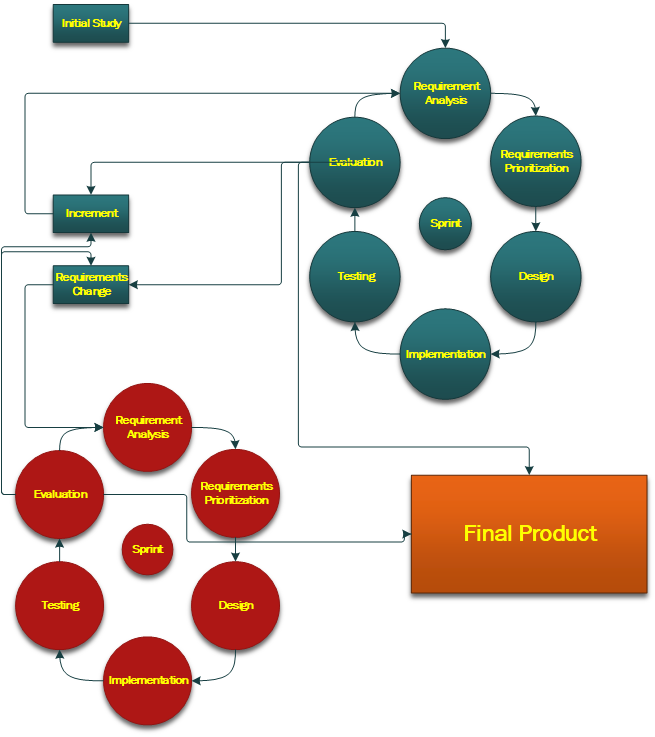 Initial Study
Requirement
Analysis
Evaluation
Requirements
Prioritization
Increment
Sprint
Requirements
Change
Testing
Design
Implementation
Requirement
Analysis
Evaluation
Requirements
Prioritization
Final Product
Sprint
Testing
Design
Implementation